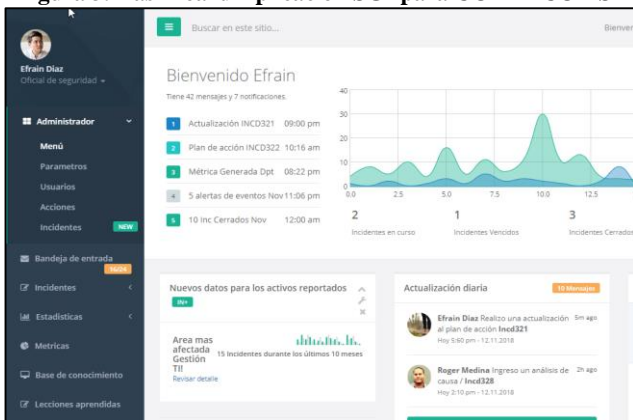 Efrain Diaz
Oficial de seguridad
Administrador
Menú
Parametros
Usuarios
Acciones
Incidentes NEW
Bandeja de entrada
16/24
Incidentes
Estadisticas
Metricas
Base de conocimiento
Lecciones aprendidas
Buscar en este sitio...
Bienvenido Efrain
Tiene 42 mensajes y 7 notificaciones.
1 Actualización INCD321 09:00 pm
2 Plan de acción INCD322 10:16 am
3 Métrica Generada Dpt 08:22 pm
4 5 alertas de eventos Nov 11:06 pm
5 10 Inc Cerrados Nov 12:00 am
40
30
20
10
0
0.0 2.5 5.0 7.5 10.0 12.5
2 1 3
Incidentes en curso Incidentes Vencidos Incidentes Cerrados
Nuevos datos para los activos reportados
IN+
Area mas
afectada
Gestión
TI!
15 Incidentes durante los últimos 10 meses
Revisar detalle
Actualización diaria 10 Mensajes
Efrain Diaz Realizo una actualización 5m ago
al plan de acción Incd321
Hoy 5:60 pm - 12.11.2018
Roger Medina Ingreso un análisis de 2h ago
causa / Incd328
Hoy 2:10 pm - 12.11.2018